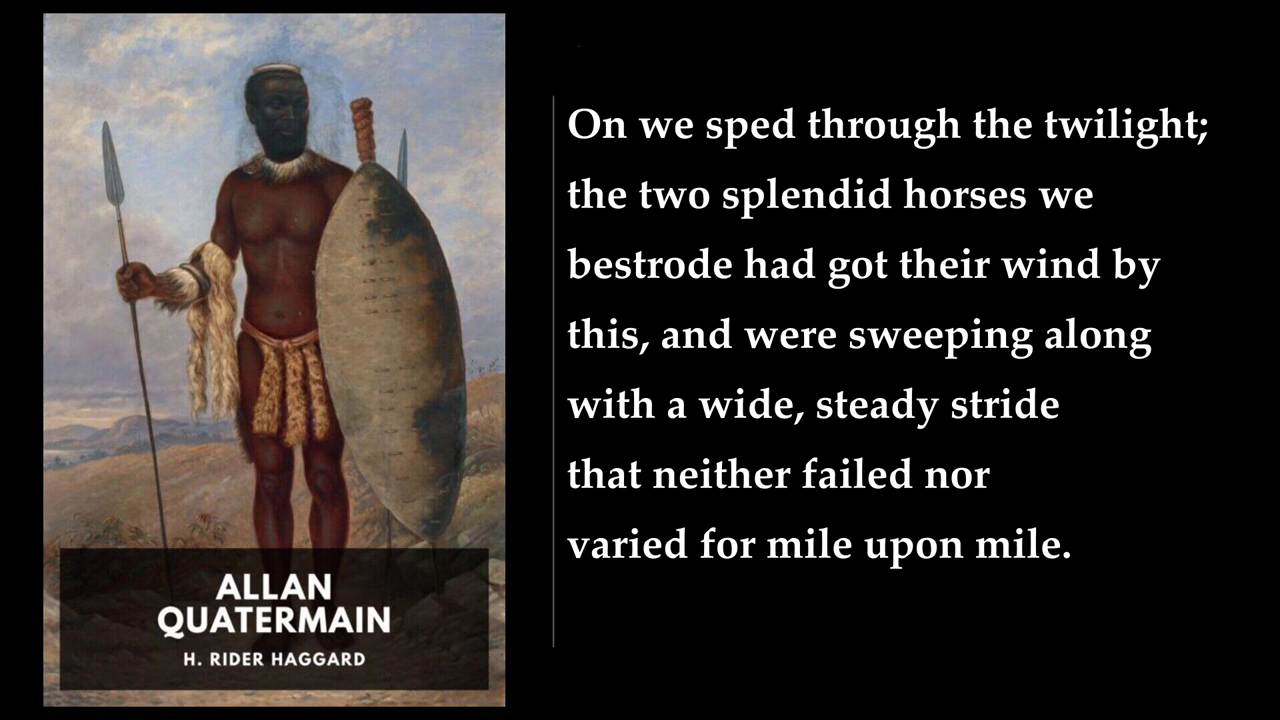 ALLAN
QUATERMAIN
H. RIDER HAGGARD
On we sped through the twilight;
the two splendid horses we
bestrode had got their wind by
this, and were sweeping along
with a wide, steady stride
that neither failed nor
varied for mile upon mile.